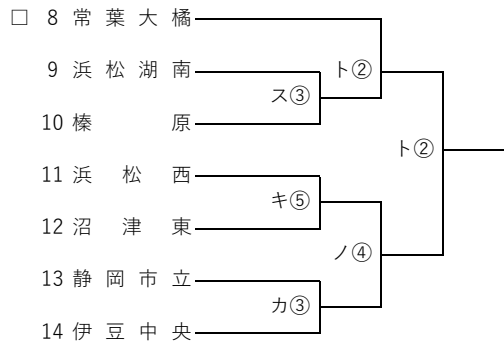 □ 8 常葉大橘
9 浜松湖南
ト②
ス③
10 榛原
ト②
11 浜松西
キ⑤
12 沼津東
ノ④
13 静岡市立
カ③
14 伊豆中央